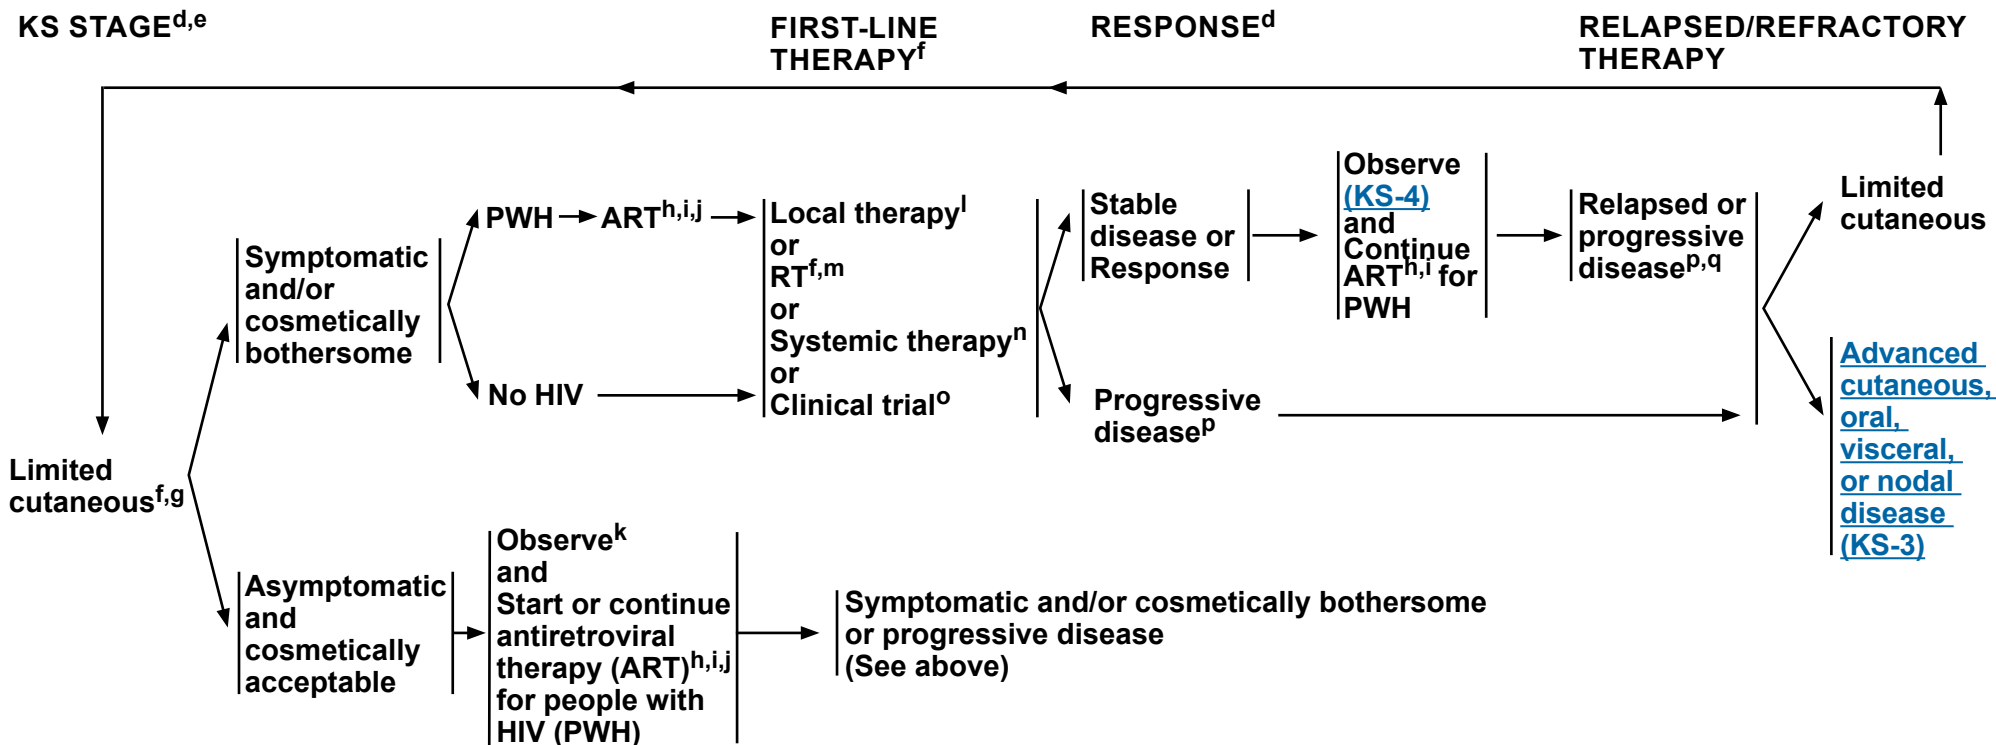 KS STAGEd,e
FIRST-LINE
THERAPYf
RESPONSEd
RELAPSED/REFRACTORY
THERAPY
Limited
cutaneousf,g
Symptomatic
and/or
cosmetically
bothersome
PWH
ARTh,i,j
No HIV
Local therapyl
or
RTf,m
or
Systemic therapyn
or
Clinical trialo
Stable
disease or
Response
Observe
(KS-4)
and
Continue
ARTh,i for
PWH
Progressive
diseasep
Relapsed or
progressive
diseasep,q
Limited
cutaneous
Advanced
cutaneous,
oral,
visceral,
or nodal
disease
(KS-3)
Asymptomatic
and
cosmetically
acceptable
Observek
and
Start or continue
antiretroviral
therapy (ART)h,i,j
for people with
HIV (PWH)
Symptomatic and/or cosmetically bothersome
or progressive disease
(See above)